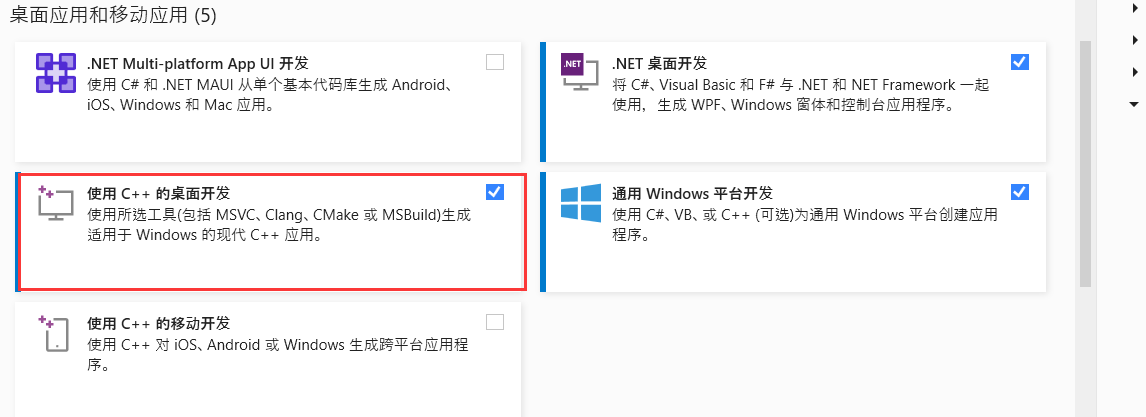 桌面应用和移动应用 (5)
.NET Multi-platform App UI 开发
使用 C# 和 .NET MAUI 从单个基本代码库生成 Android、
iOS、Windows 和 Mac 应用。
.NET
.NET 桌面开发
将 C#、Visual Basic 和 F# 与 .NET 和 NET Framework 一起
使用，生成 WPF、Windows 窗体和控制台应用程序。
使用 C++ 的桌面开发
使用所选工具(包括 MSVC、Clang、CMake 或 MSBuild)生成
适用于 Windows 的现代 C++ 应用。
通用 Windows 平台开发
使用 C#、VB、或 C++ (可选)为通用 Windows 平台创建应用
程序。
使用 C++ 的移动开发
使用 C++ 对 iOS、Android 或 Windows 生成跨平台应用程
序。